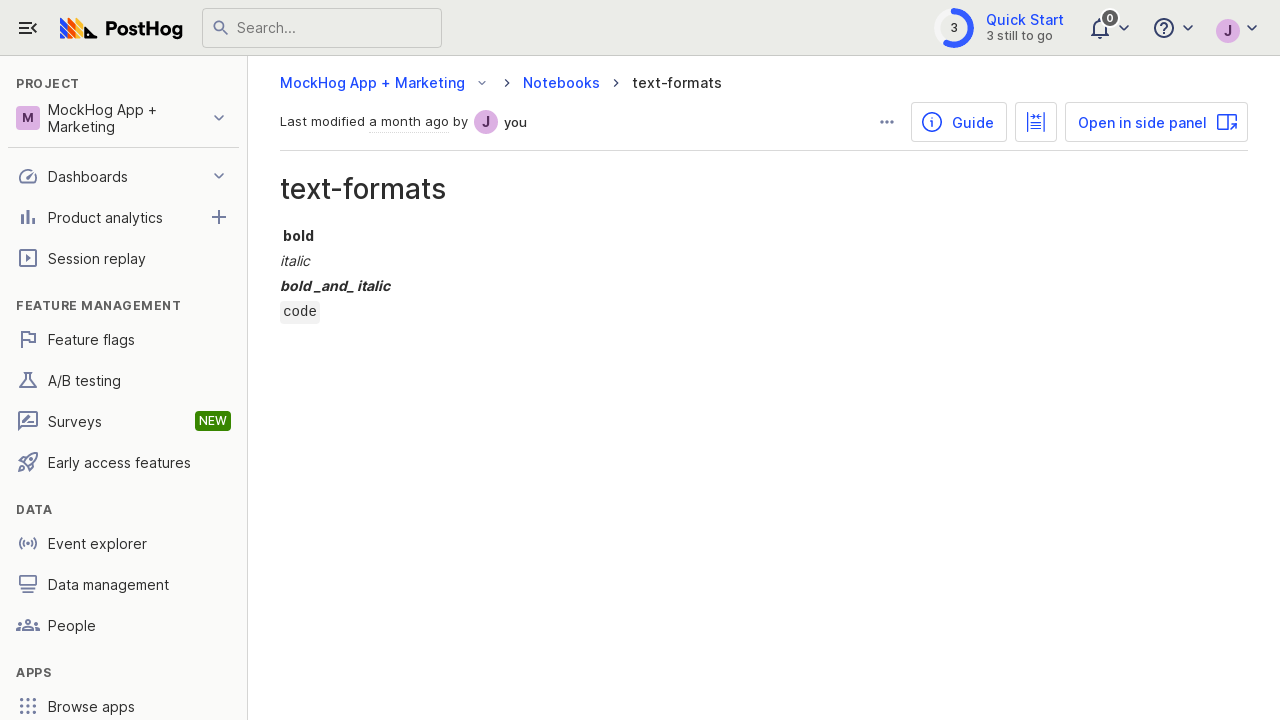 PostHog
Search...
3
Quick Start
3 still to go
0
J
PROJECT
M
MockHog App +
Marketing
Dashboards
Product analytics
Session replay
FEATURE MANAGEMENT
Feature flags
A/B testing
Surveys NEW
Early access features
DATA
Event explorer
Data management
People
APPS
Browse apps
MockHog App + Marketing
Notebooks
text-formats
Last modified a month ago by J you
Guide
Open in side panel
text-formats
bold
italic
bold _and_ italic
code